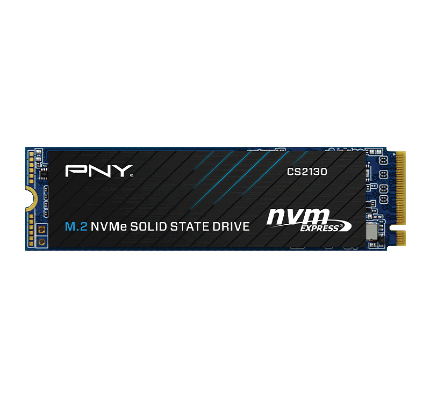 PNY
CS2130
M.2 NVMe SOLID STATE DRIVE
nvm
EXPRESS